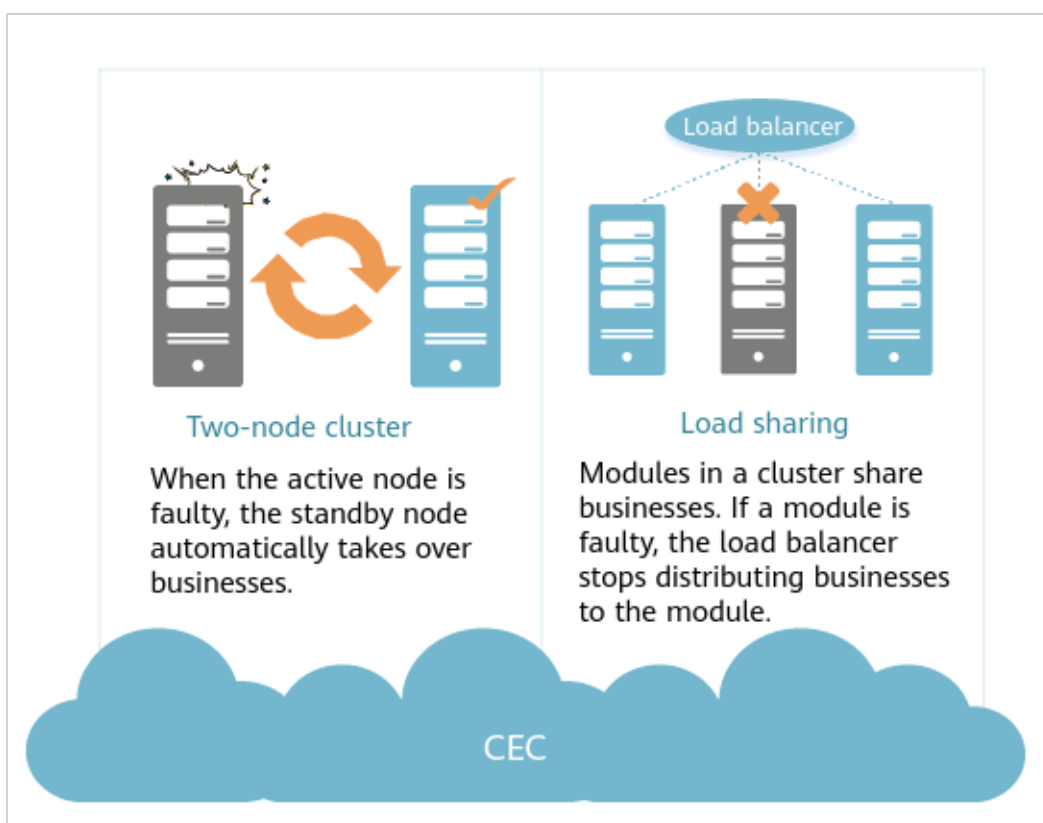 Load balancer
Two-node cluster
When the active node is
faulty, the standby node
automatically takes over
businesses.
Load sharing
Modules in a cluster share
businesses. If a module is
faulty, the load balancer
stops distributing businesses
to the module.
CEC